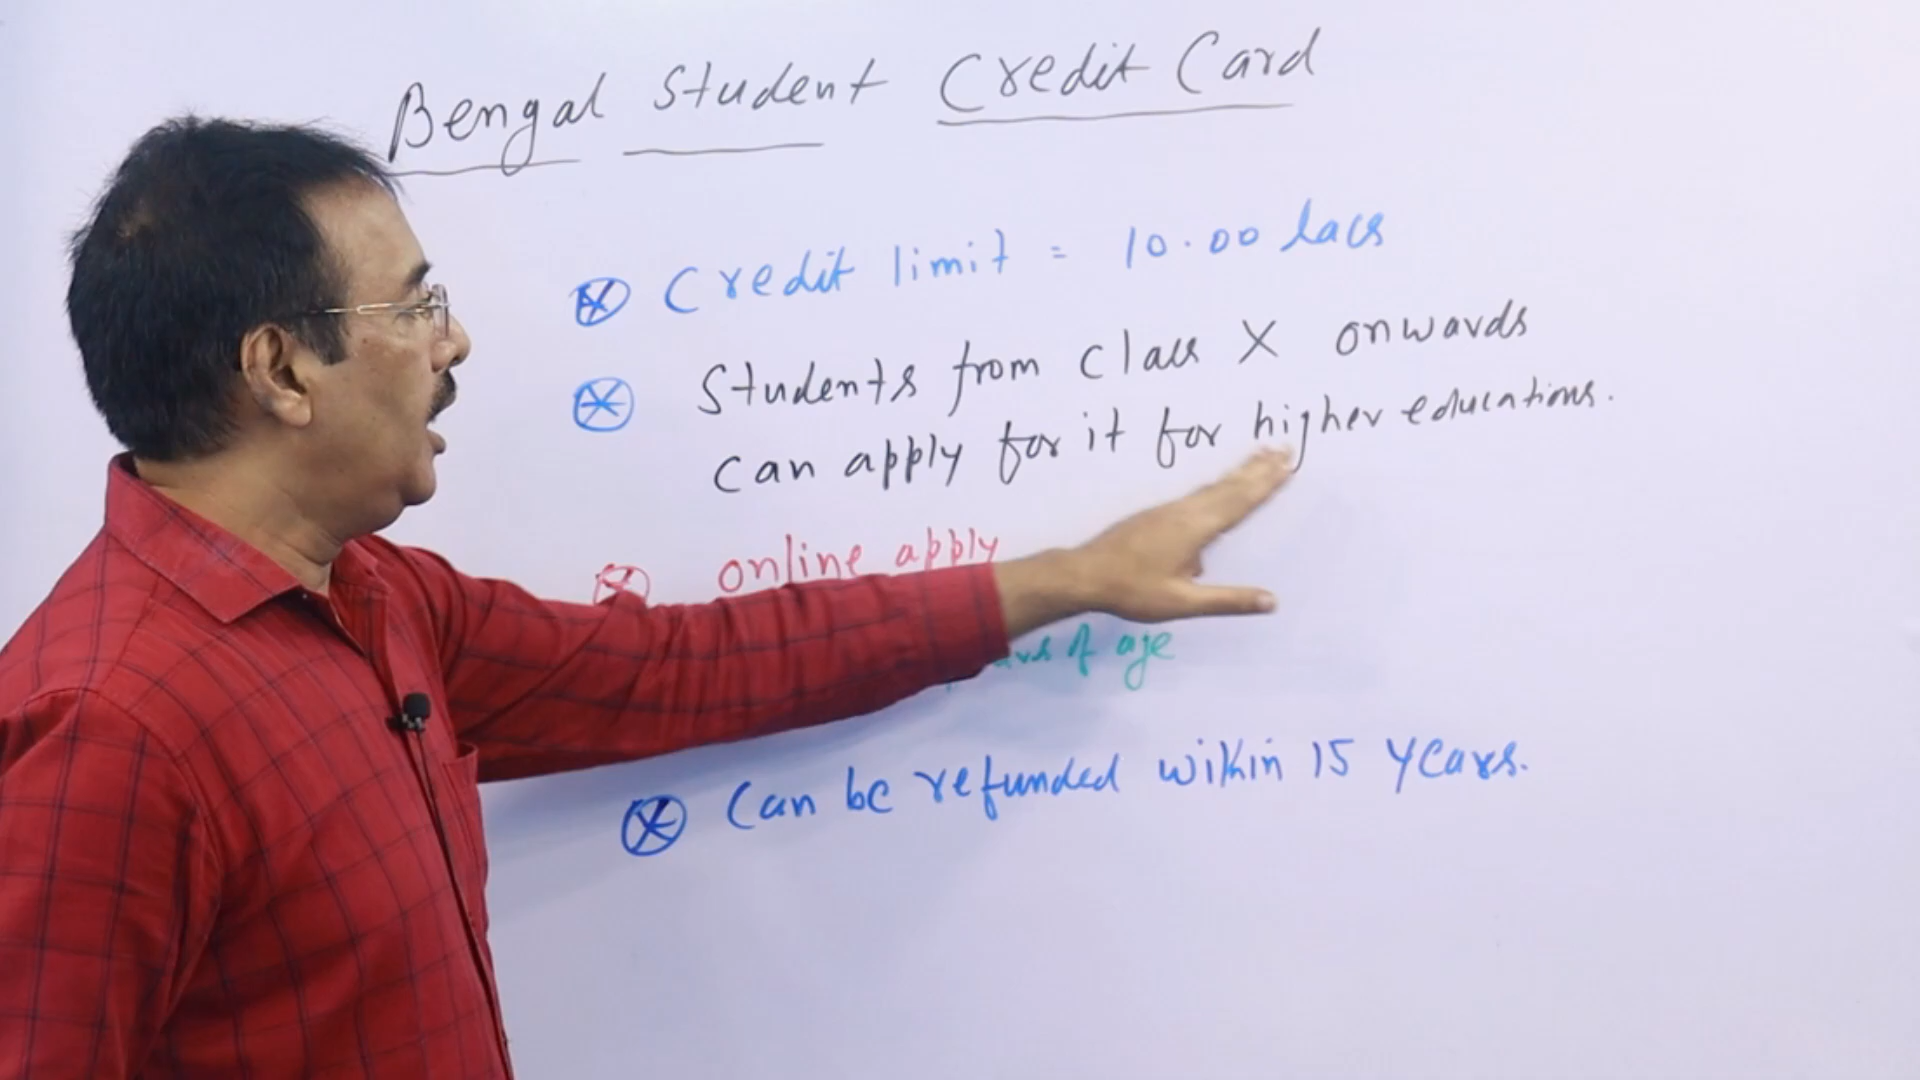 Bengal Student Credit Card
Credit limit = 10.00 lacs
Students from Class X onwards
can apply for it for higher educations.
online apply
of age
Can be refunded within 15 years.